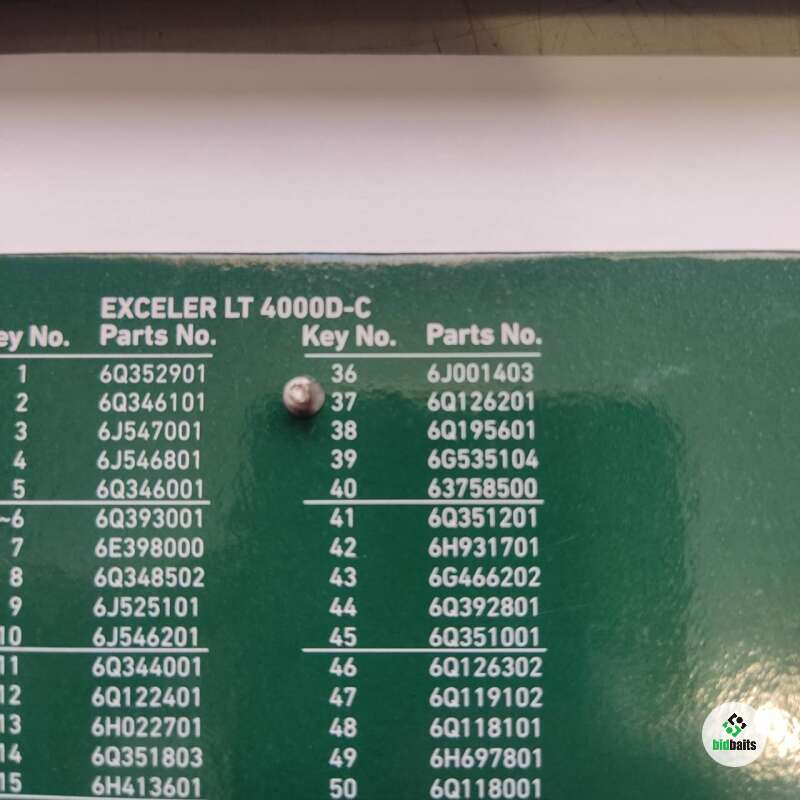 EXCELER LT 4000D-C
ey No. Parts No. Key No. Parts No.
1 6Q352901 36 6J001403
2 6Q346101 37 6Q126201
3 6J547001 38 6Q195601
4 6J546801 39 6G535104
5 6Q346001 40 63758500
~6 6Q393001 41 6Q351201
7 6E398000 42 6H931701
8 6Q348502 43 6G466202
9 6J525101 44 6Q392801
10 6J546201 45 6Q351001
11 6Q344001 46 6Q126302
12 6Q122401 47 6Q119102
13 6H022701 48 6Q118101
14 6Q351803 49 6H697801
15 6H413601 50 6Q118001
bidbaits